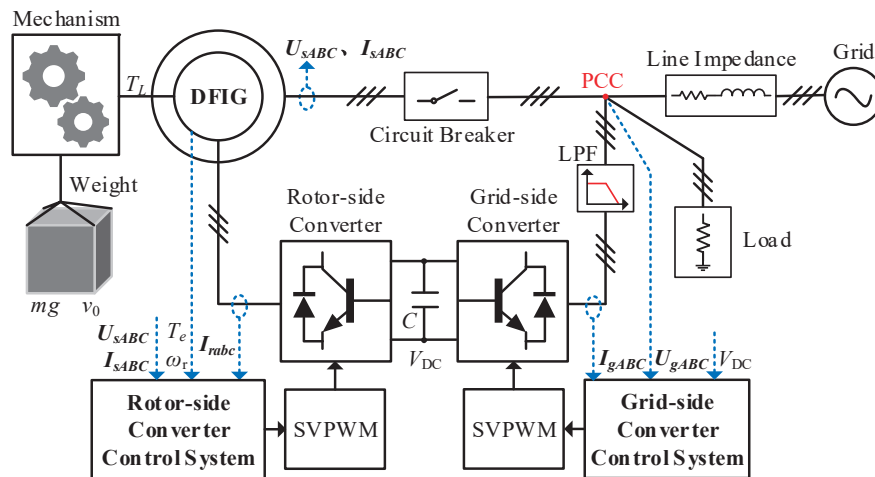 Mechanism
T_L
DFIG
U_sABC、I_sABC
Circuit Breaker
PCC
Line Impedance
Grid
LPF
Load
Weight
mg
v_0
Rotor-side
Converter
Grid-side
Converter
C
V_DC
U_sABC
I_sABC
T_e
ω_r
I_rabc
I_gABC
U_gABC
V_DC
Rotor-side
Converter
Control System
SVPWM
SVPWM
Grid-side
Converter
Control System